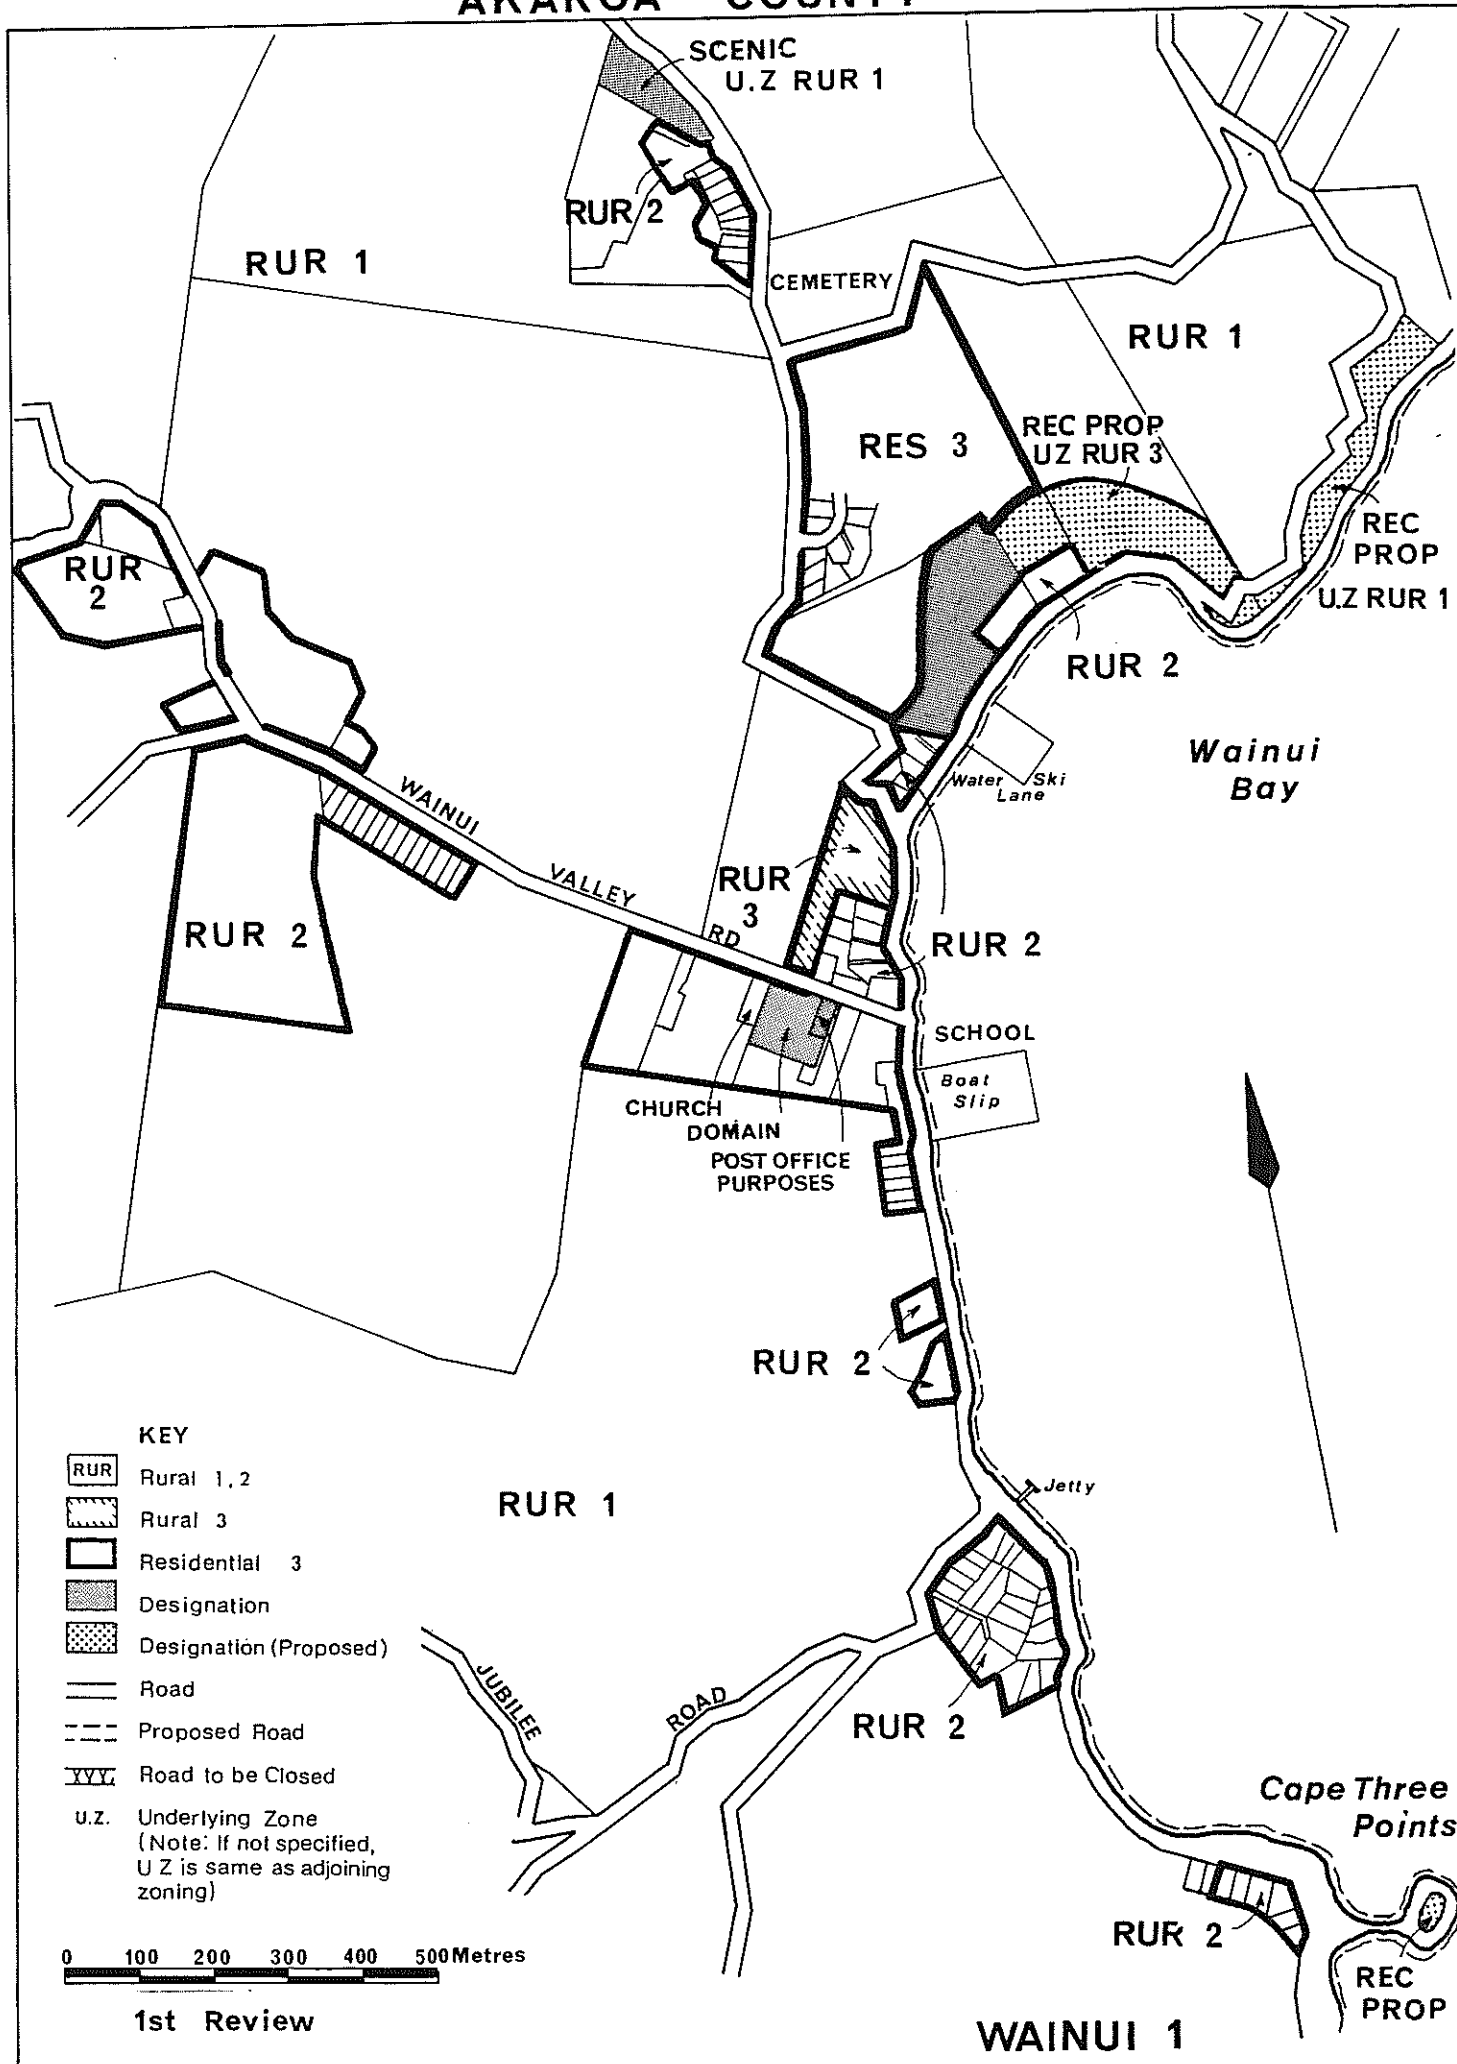 AKAROA COUNTY
SCENIC
U.Z RUR 1
RUR 2
RUR 1
CEMETERY
RUR 1
RES 3
REC PROP
UZ RUR 3
REC
PROP
U.Z RUR 1
RUR
2
RUR 2
Wainui
Bay
Water Ski
Lane
WAINUI
VALLEY
RD
RUR
3
RUR 2
RUR 2
SCHOOL
Boat
Slip
CHURCH
DOMAIN
POST OFFICE
PURPOSES
RUR 2
KEY
RUR Rural 1,2
Rural 3
Residential 3
Designation
Designation (Proposed)
Road
Proposed Road
Road to be Closed
U.Z. Underlying Zone
(Note: If not specified,
U Z is same as adjoining
zoning)
RUR 1
Jetty
JUBILEE
ROAD
RUR 2
Cape Three
Points
RUR 2
REC
PROP
0 100 200 300 400 500 Metres
1st Review
WAINUI 1